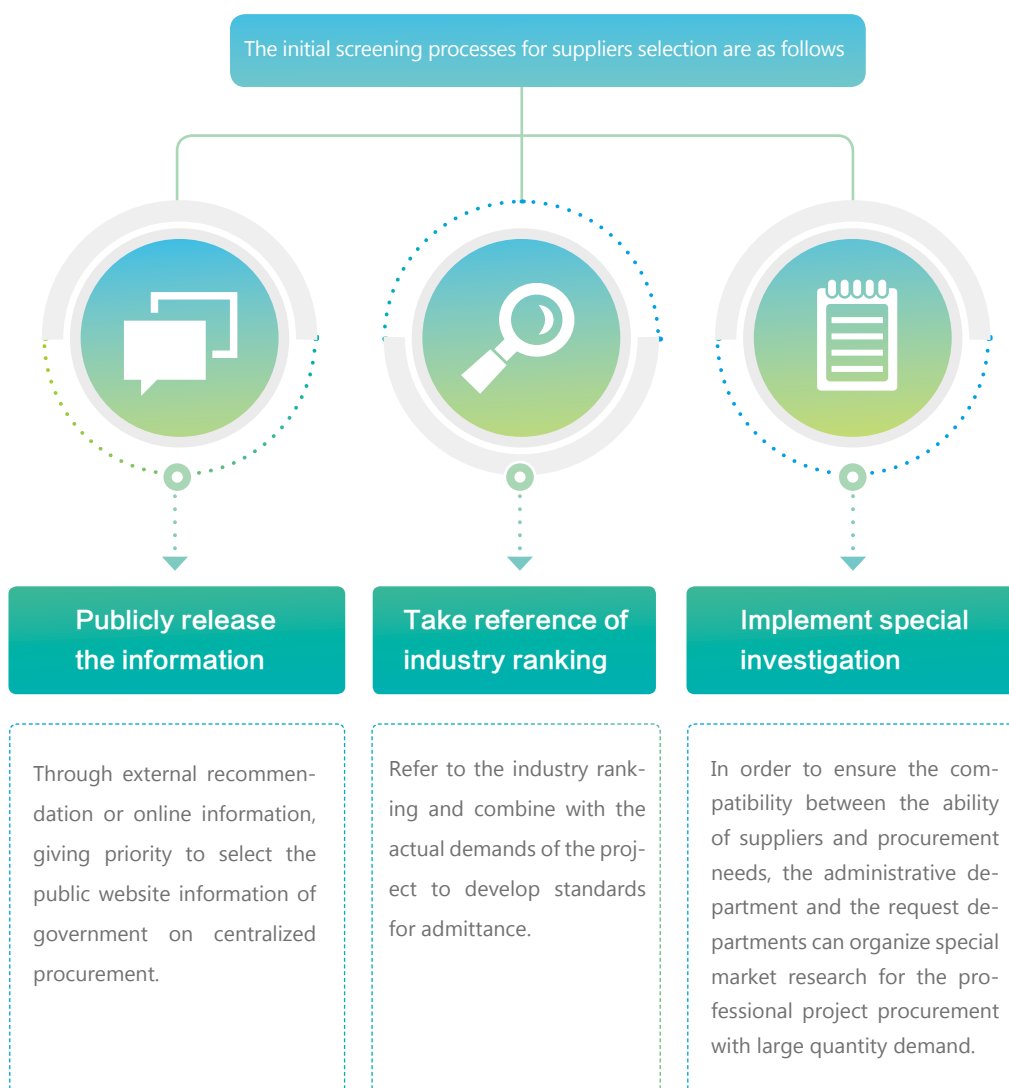 The initial screening processes for suppliers selection are as follows
Publicly release
the information
Through external recommen-
dation or online information,
giving priority to select the
public website information of
government on centralized
procurement.
Take reference of
industry ranking
Refer to the industry rank-
ing and combine with the
actual demands of the proj-
ect to develop standards
for admittance.
Implement special
investigation
In order to ensure the com-
patibility between the ability
of suppliers and procurement
needs, the administrative de-
partment and the request de-
partments can organize special
market research for the pro-
fessional project procurement
with large quantity demand.